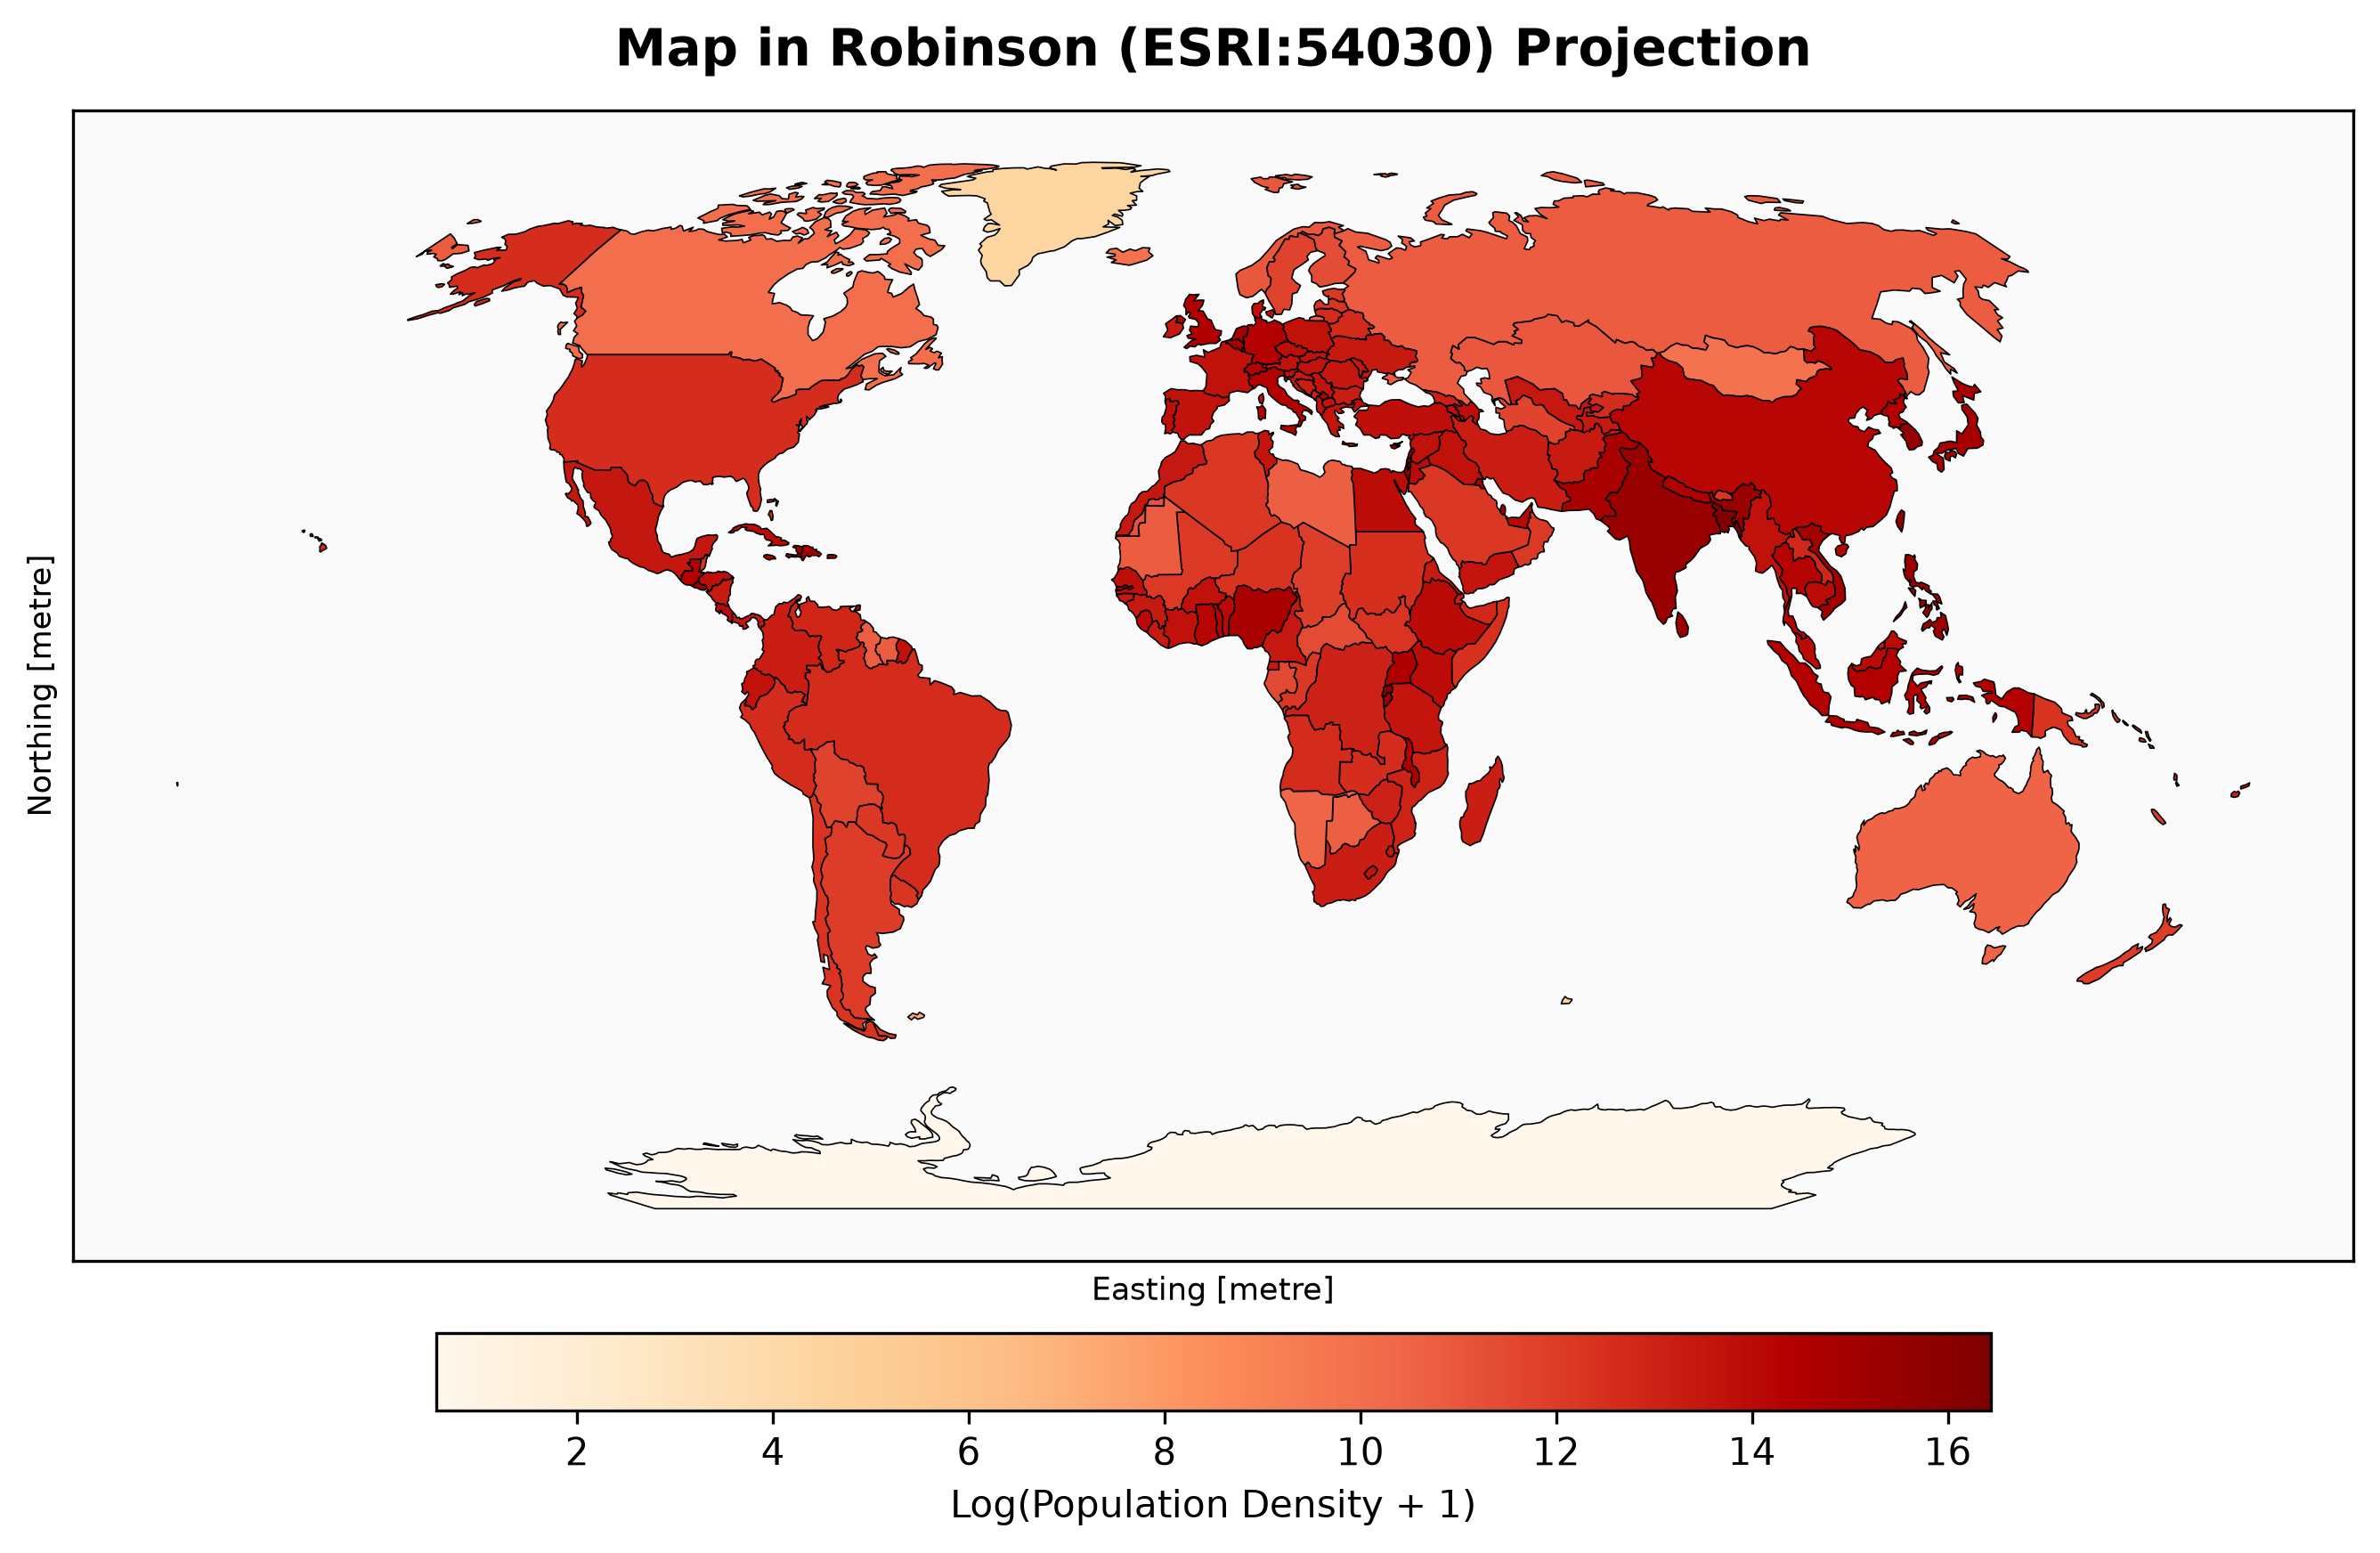 Map in Robinson (ESRI:54030) Projection
Northing [metre]
Easting [metre]
2 4 6 8 10 12 14 16
Log(Population Density + 1)